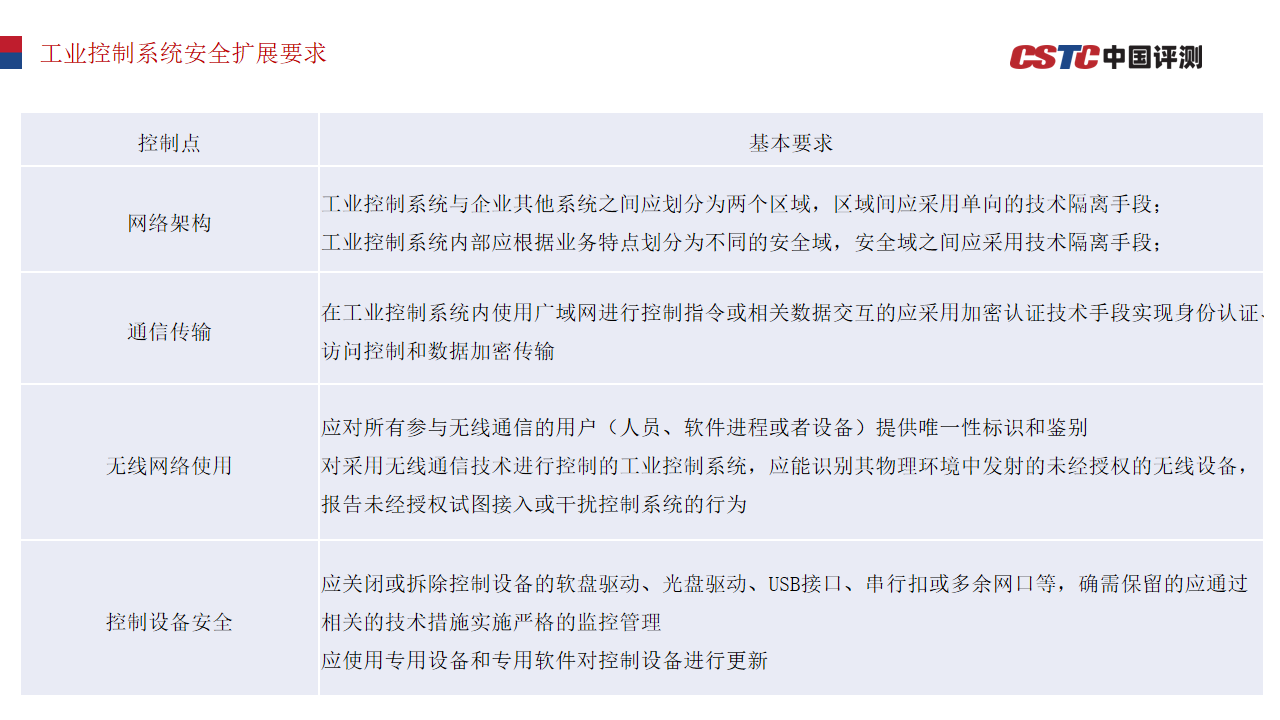 工业控制系统安全扩展要求
CSTC中国评测
控制点
基本要求
网络架构
工业控制系统与企业其他系统之间应划分为两个区域，区域间应采用单向的技术隔离手段；
工业控制系统内部应根据业务特点划分为不同的安全域，安全域之间应采用技术隔离手段；
通信传输
在工业控制系统内使用广域网进行控制指令或相关数据交互的应采用加密认证技术手段实现身份认证、
访问控制和数据加密传输
无线网络使用
应对所有参与无线通信的用户（人员、软件进程或者设备）提供唯一性标识和鉴别
对采用无线通信技术进行控制的工业控制系统，应能识别其物理环境中发射的未经授权的无线设备，
报告未经授权试图接入或干扰控制系统的行为
控制设备安全
应关闭或拆除控制设备的软盘驱动、光盘驱动、USB接口、串行扣或多余网口等，确需保留的应通过
相关的技术措施实施严格的监控管理
应使用专用设备和专用软件对控制设备进行更新